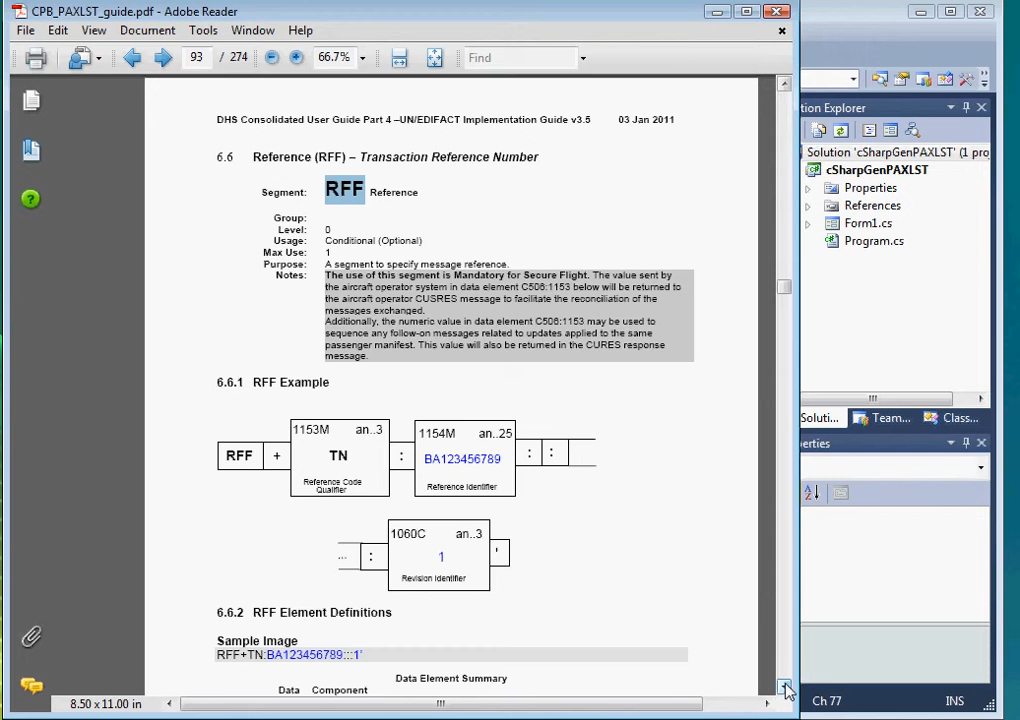 CPB_PAXLST_guide.pdf - Adobe Reader
File Edit View Document Tools Window Help
93 / 274 66.7% Find
DHS Consolidated User Guide Part 4 –UN/EDIFACT Implementation Guide v3.5 03 Jan 2011
6.6 Reference (RFF) – Transaction Reference Number
Segment: RFF Reference
Group:
Level: 0
Usage: Conditional (Optional)
Max Use: 1
Purpose: A segment to specify message reference.
Notes: The use of this segment is Mandatory for Secure Flight. The value sent by
the aircraft operator system in data element C506:1153 below will be returned to
the aircraft operator CUSRES message to facilitate the reconciliation of the
messages exchanged.
Additionally, the numeric value in data element C506:1153 may be used to
sequence any follow-on messages related to updates applied to the same
passenger manifest. This value will also be returned in the CURES response
message.
6.6.1 RFF Example
1153M an..3 1154M an..25
RFF + TN : BA123456789 : :
Reference Code
Qualifier
Reference Identifier
1060C an..3
... : 1 '
Revision Identifier
6.6.2 RFF Element Definitions
Sample Image
RFF+TN:BA123456789:::1'
Data Element Summary
Data Component
8.50 x 11.00 in
ution Explorer
Solution 'cSharpGenPAXLST' (1 proj
cSharpGenPAXLST
Properties
References
Form1.cs
Program.cs
Soluti... Team... Class...
perties
Ch 77 INS